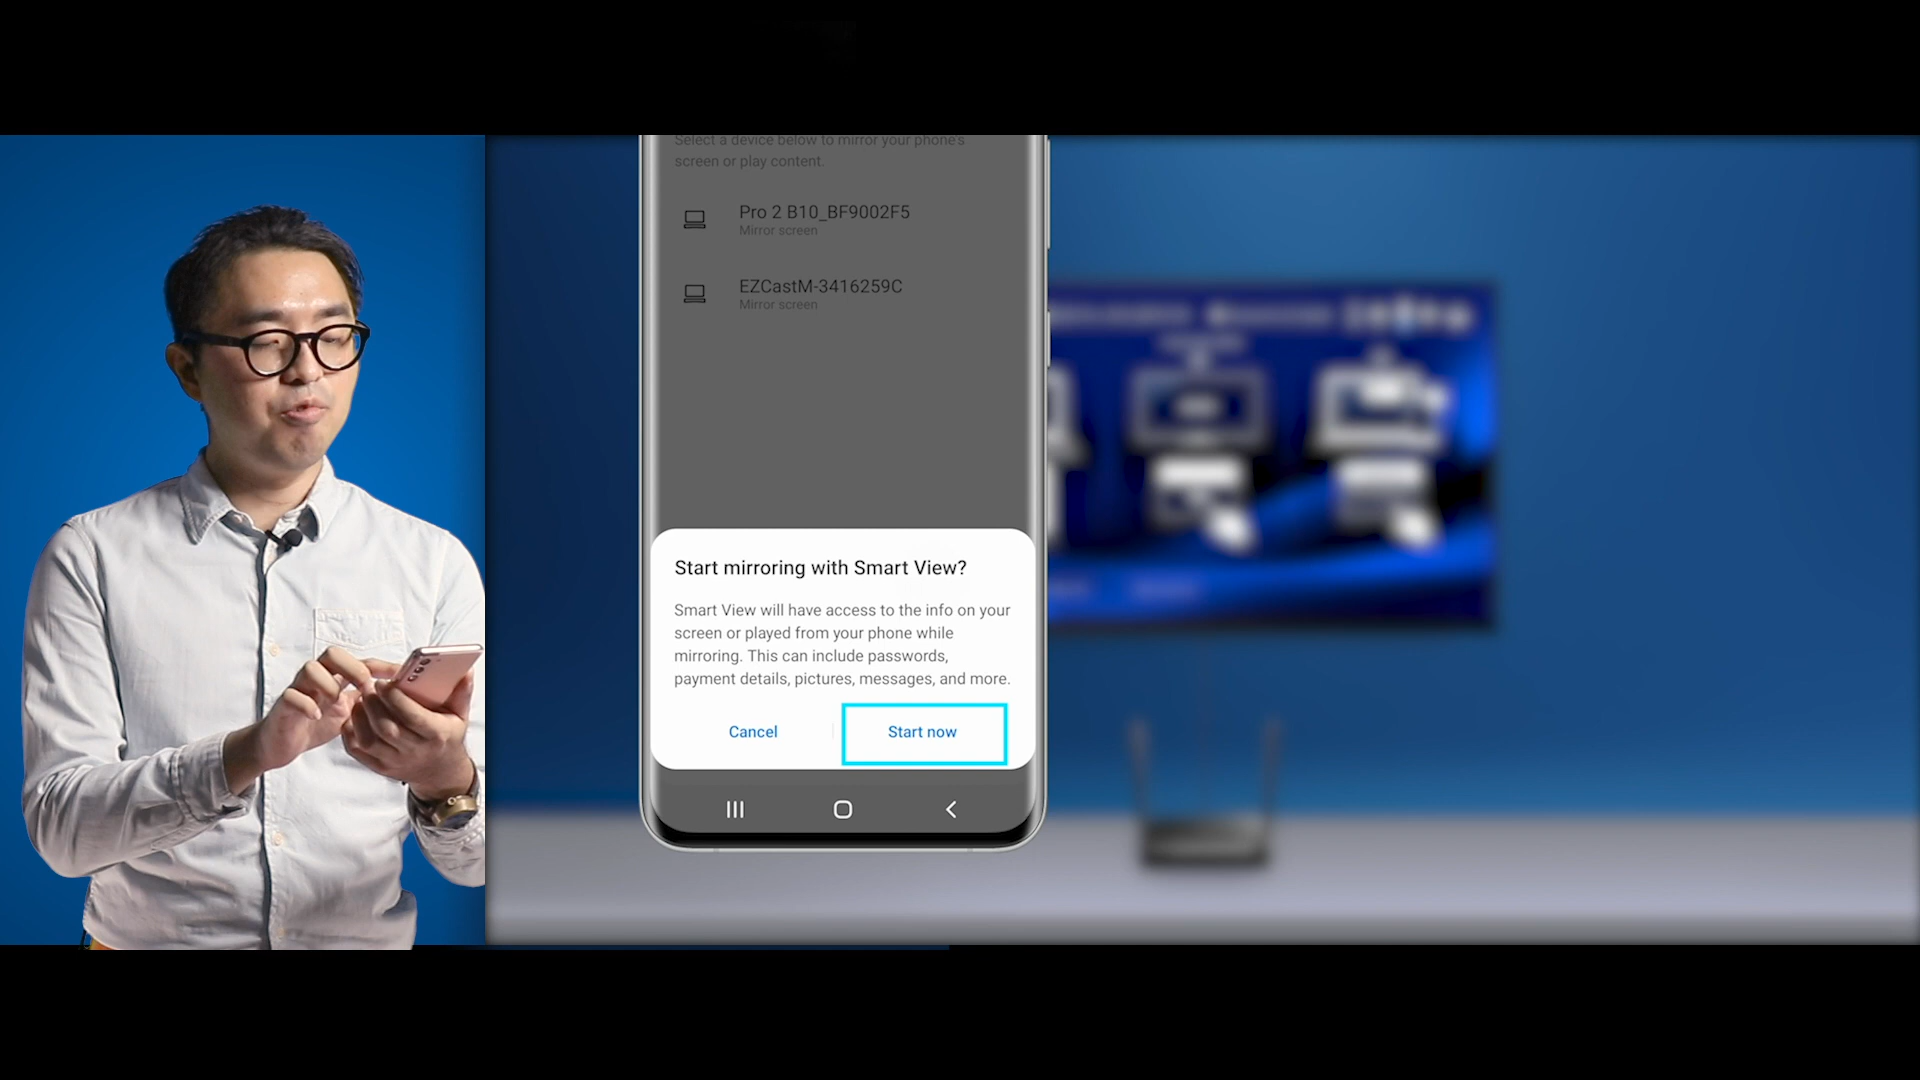 Select a device below to mirror your phone's
screen or play content.
Pro 2 B10_BF9002F5
Mirror screen
EZCastM-3416259C
Mirror screen
Start mirroring with Smart View?
Smart View will have access to the info on your
screen or played from your phone while
mirroring. This can include passwords,
payment details, pictures, messages, and more.
Cancel
Start now